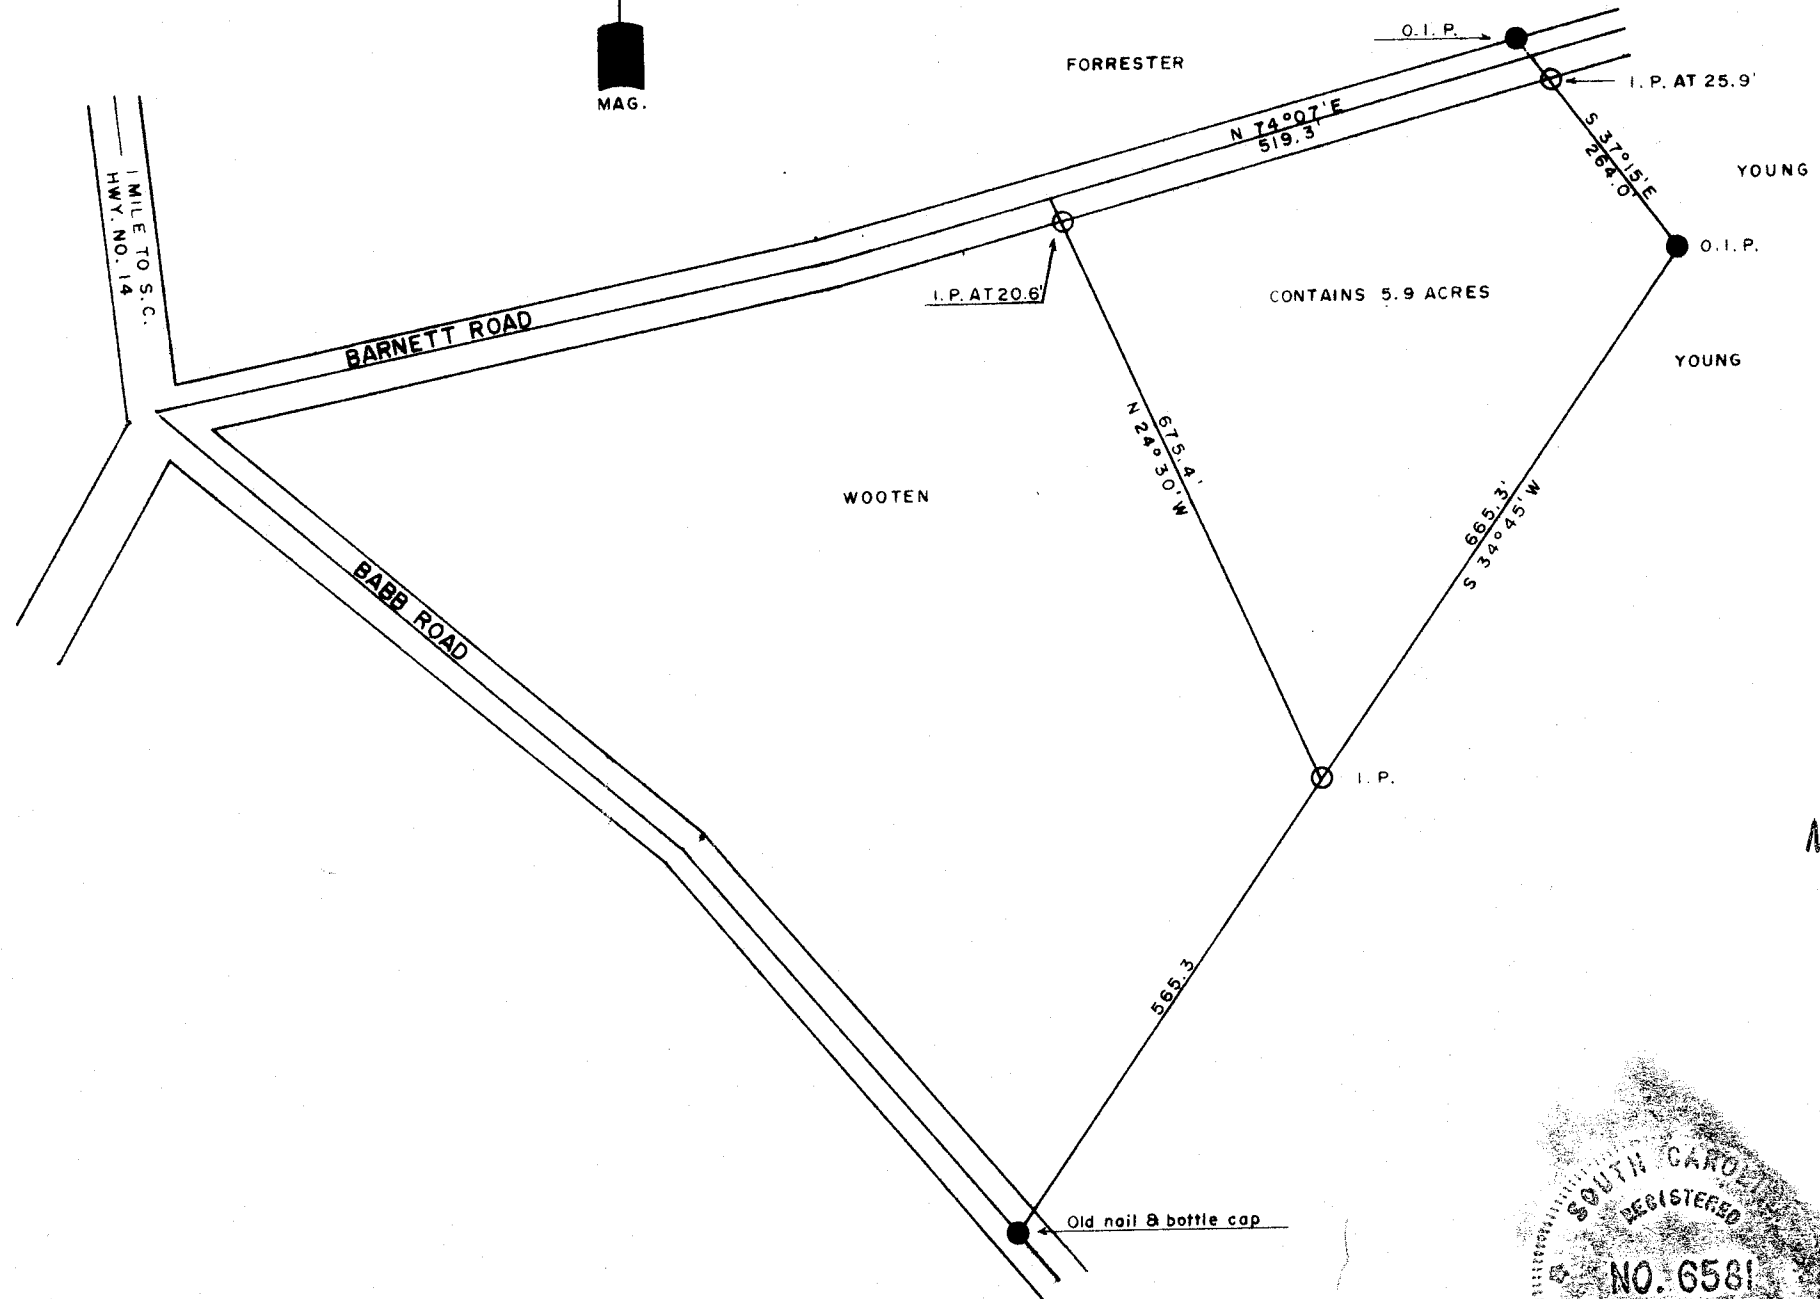 MAG.
FORRESTER
O.I.P.
I.P. AT 25.9'
N 74°07'E
519.3'
S 37°15'E
264.0'
YOUNG
1 MILE TO S.C.
HWY. NO. 14
O.I.P.
I.P. AT 20.6'
CONTAINS 5.9 ACRES
BARNETT ROAD
YOUNG
675.4'
N 24°30'W
WOOTEN
665.3'
S 34°45'W
BABB ROAD
I.P.
565.3
Old nail & bottle cap
SOUTH CAROLINA
REGISTERED
NO. 6581